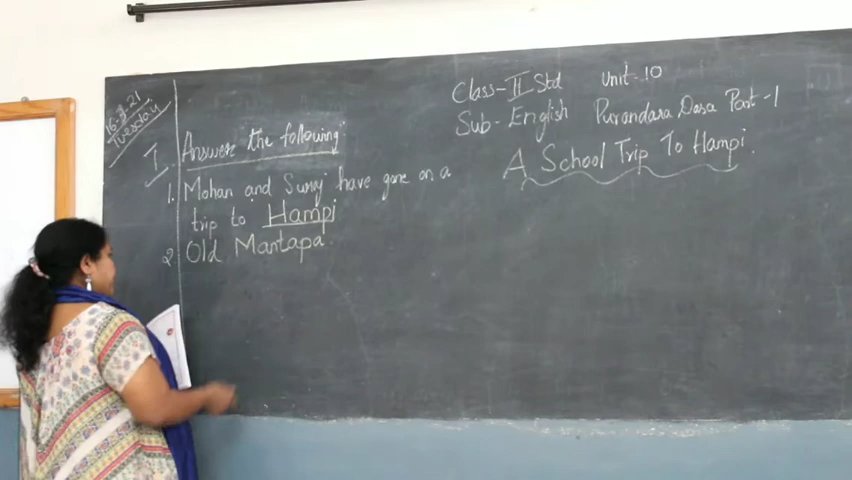 16-2-21
Tuesday
Class-II Std Unit-10
Sub-English Purandara Dasa Part-1
A School Trip To Hampi.
I. Answer the following:
1. Mohan and Sunny have gone on a
trip to Hampi
2 Old Mantapa.